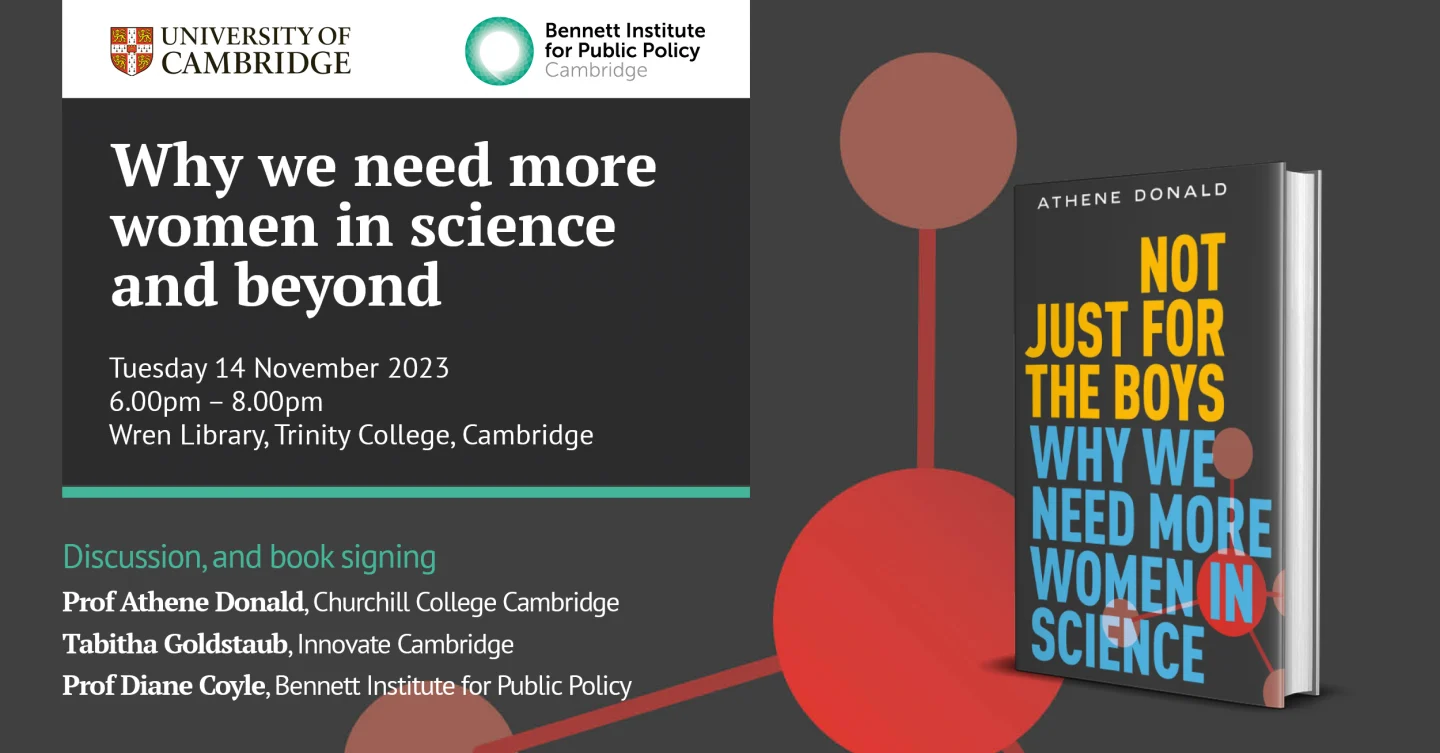 UNIVERSITY OF
CAMBRIDGE
Bennett Institute
for Public Policy
Cambridge
Why we need more
women in science
and beyond
Tuesday 14 November 2023
6.00pm – 8.00pm
Wren Library, Trinity College, Cambridge
Discussion, and book signing
Prof Athene Donald, Churchill College Cambridge
Tabitha Goldstaub, Innovate Cambridge
Prof Diane Coyle, Bennett Institute for Public Policy
ATHENE DONALD
NOT
JUST FOR
THE BOYS
WHY WE
NEED MORE
WOMEN IN
SCIENCE